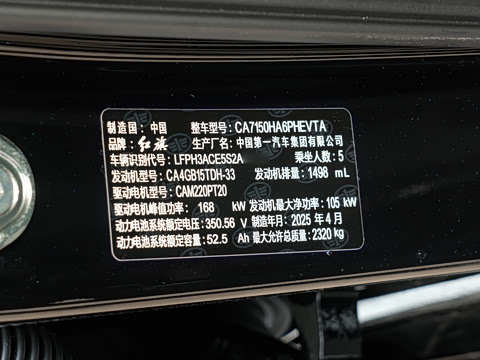 制造国：中国 整车型号：CA7150HA6PHEVTA
品牌：红旗 生产厂名：中国第一汽车集团有限公司
车辆识别代号：LFPH3ACE5S2A 乘坐人数：5
发动机型号：CA4GB15TDH-33 发动机排量：1498 mL
驱动电机型号：CAM220PT20
驱动电机峰值功率：168 kW 发动机最大净功率：105 kW
动力电池系统额定电压：350.56 V 制造年月：2025 年 4 月
动力电池系统额定容量：52.5 Ah 最大允许总质量：2320 kg